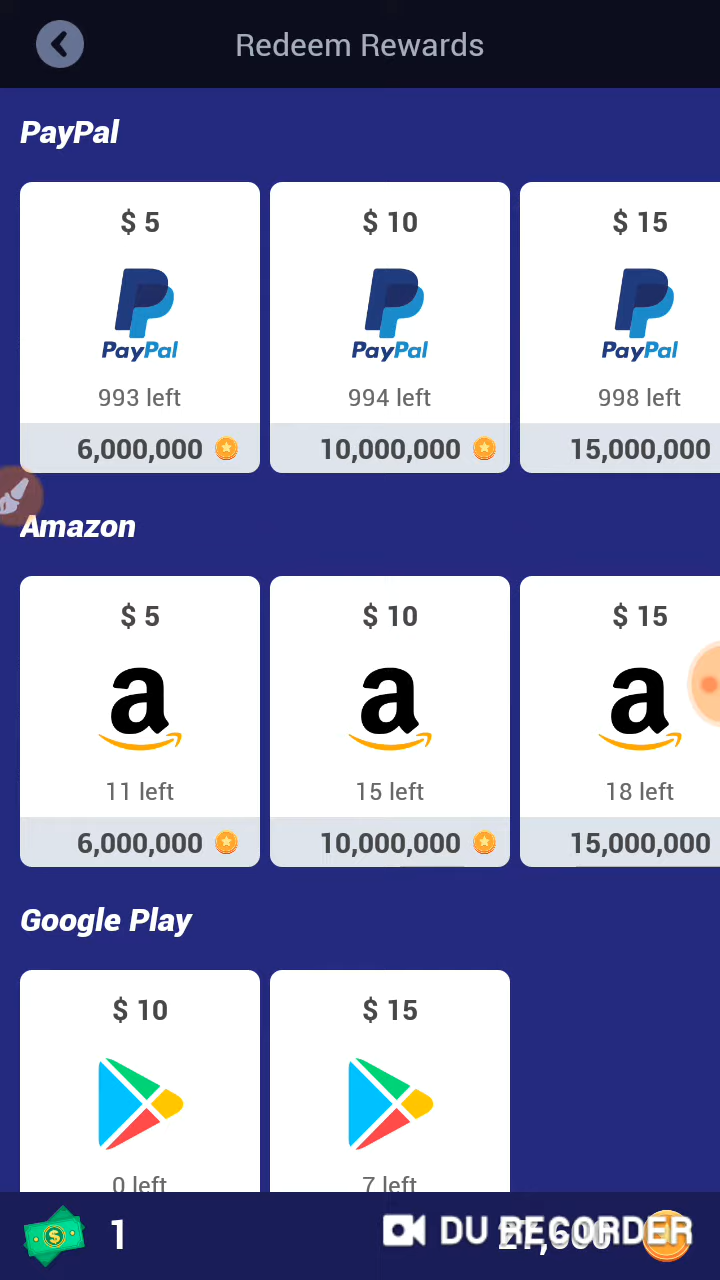 Redeem Rewards
PayPal
$ 5
$ 10
$ 15
PayPal
PayPal
PayPal
993 left
994 left
998 left
6,000,000
10,000,000
15,000,000
Amazon
$ 5
$ 10
$ 15
a
a
a
11 left
15 left
18 left
6,000,000
10,000,000
15,000,000
Google Play
$ 10
$ 15
0 left
7 left
1
DU RECORDER